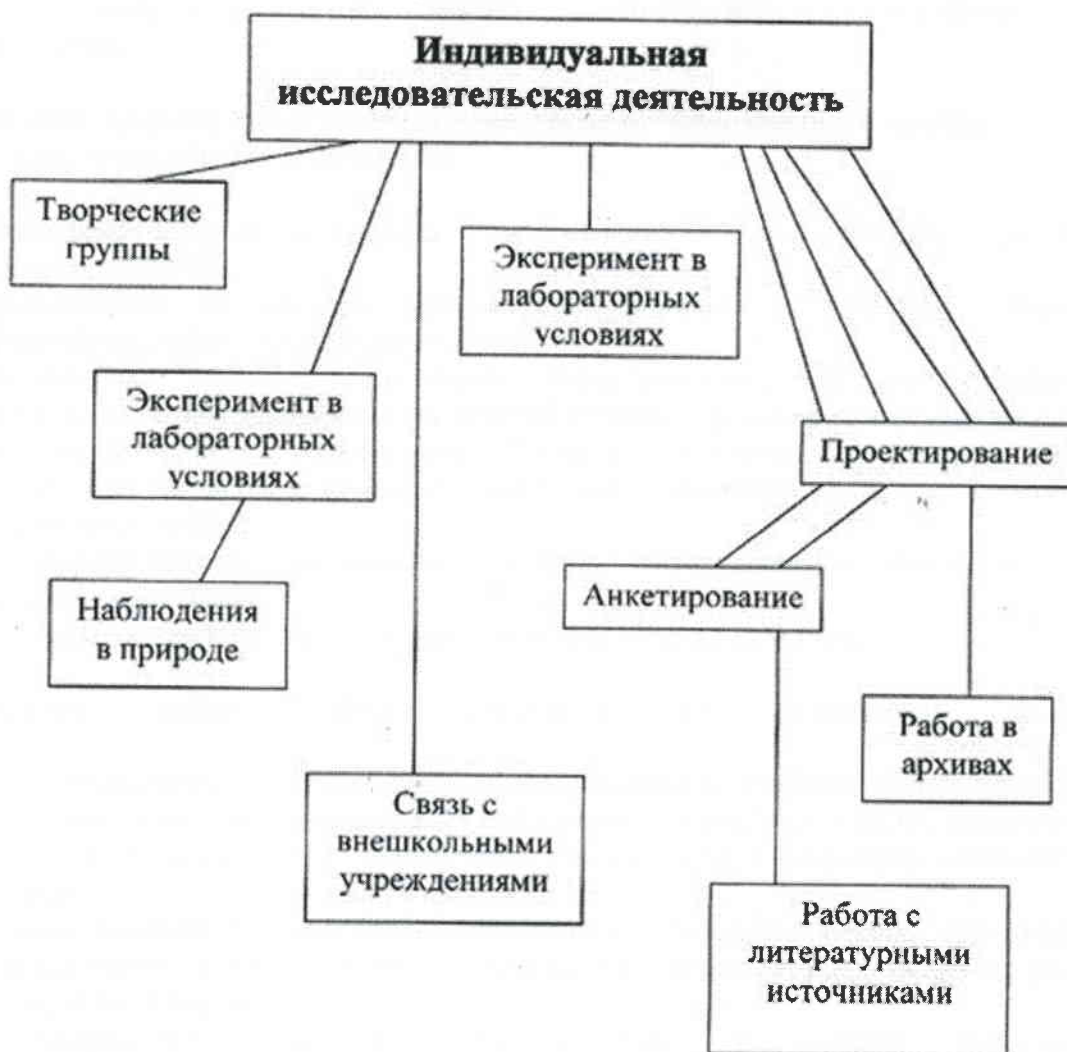 Индивидуальная
исследовательская деятельность
Творческие
группы
Эксперимент в
лабораторных
условиях
Эксперимент в
лабораторных
условиях
Проектирование
Наблюдения
в природе
Анкетирование
Работа в
архивах
Связь с
внешкольными
учреждениями
Работа с
литературными
источниками